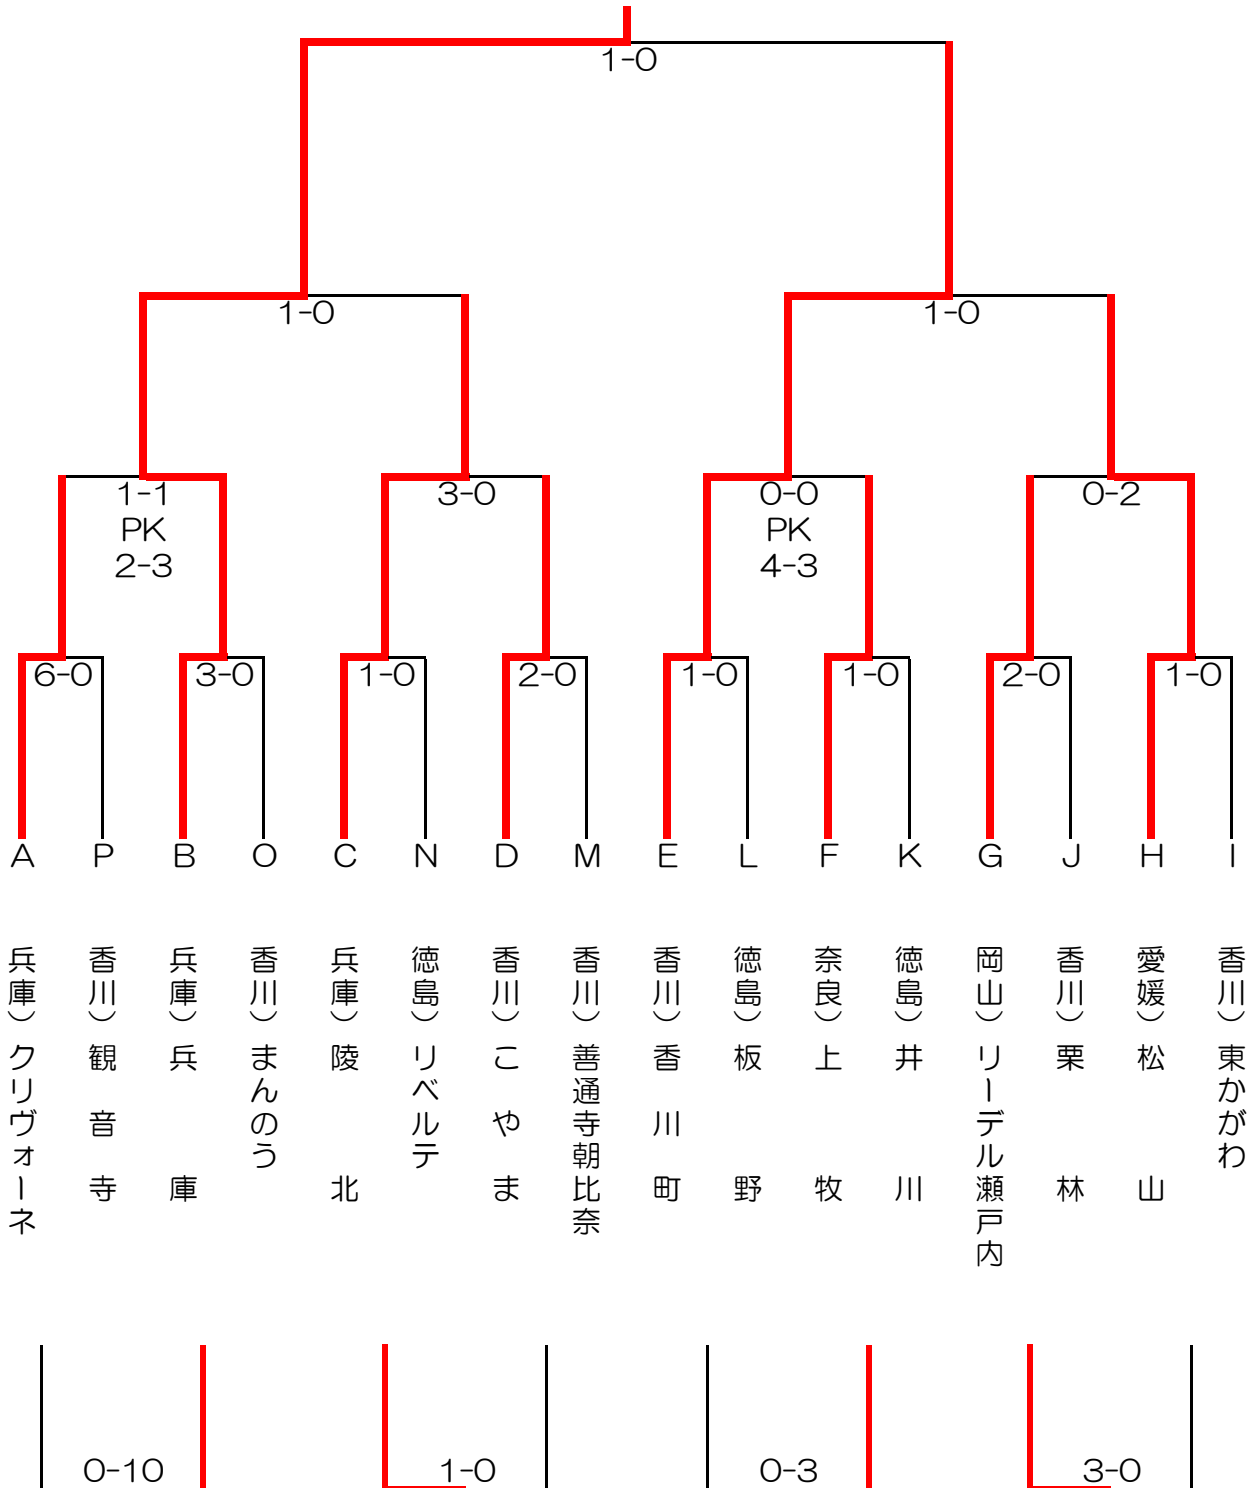 1-0
1-0
1-0
1-1
PK
2-3
3-0
0-0
PK
4-3
0-2
6-0
3-0
1-0
2-0
1-0
1-0
2-0
1-0
A
P
B
O
C
N
D
M
E
L
F
K
G
J
H
I
兵庫）クリヴォーネ
香川）観音寺
兵庫）兵庫
香川）まんのう
兵庫）陵北
徳島）リベルテ
香川）こやま
香川）善通寺朝比奈
香川）香川町
徳島）板野
奈良）上牧
徳島）井川
岡山）リーデル瀬戸内
香川）栗林
愛媛）松山
香川）東かがわ
0-10
1-0
0-3
3-0